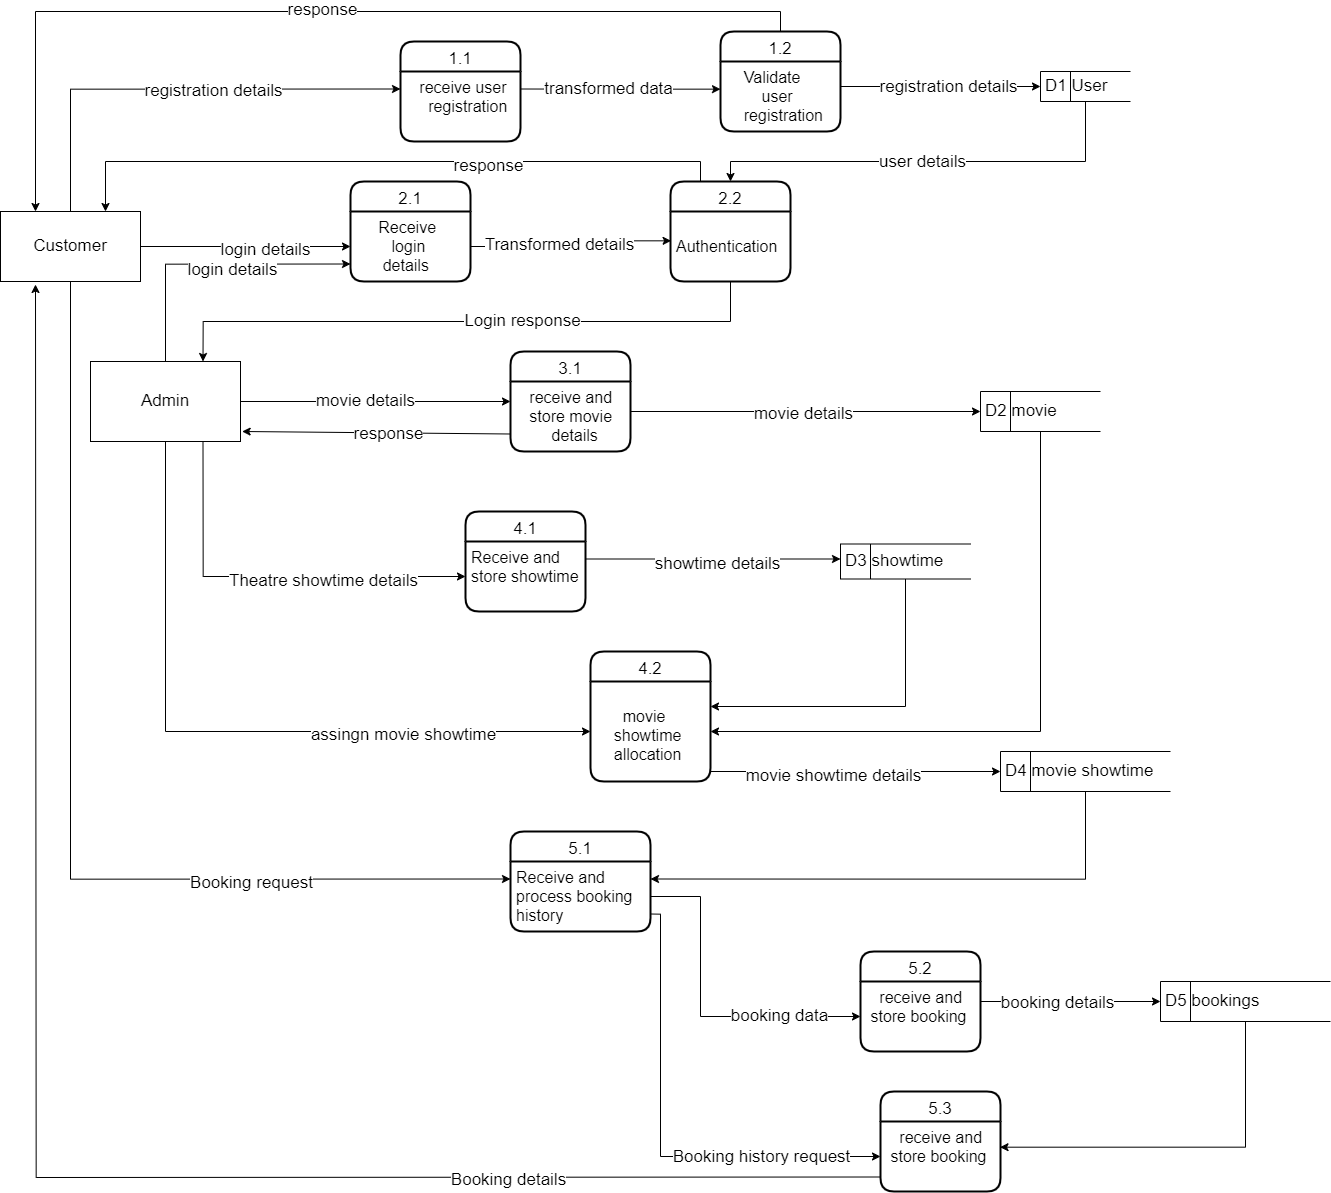 response
1.1
receive user
registration
1.2
Validate
user
registration
registration details
transformed data
registration details
D1 User
response
user details
2.1
Receive
login
details
2.2
Authentication
Customer
login details
login details
Transformed details
Login response
Admin
movie details
response
3.1
receive and
store movie
details
movie details
D2 movie
4.1
Receive and
store showtime
Theatre showtime details
showtime details
D3 showtime
4.2
movie
showtime
allocation
assingn movie showtime
movie showtime details
D4 movie showtime
5.1
Receive and
process booking
history
Booking request
5.2
receive and
store booking
booking data
booking details
D5 bookings
5.3
receive and
store booking
Booking history request
Booking details